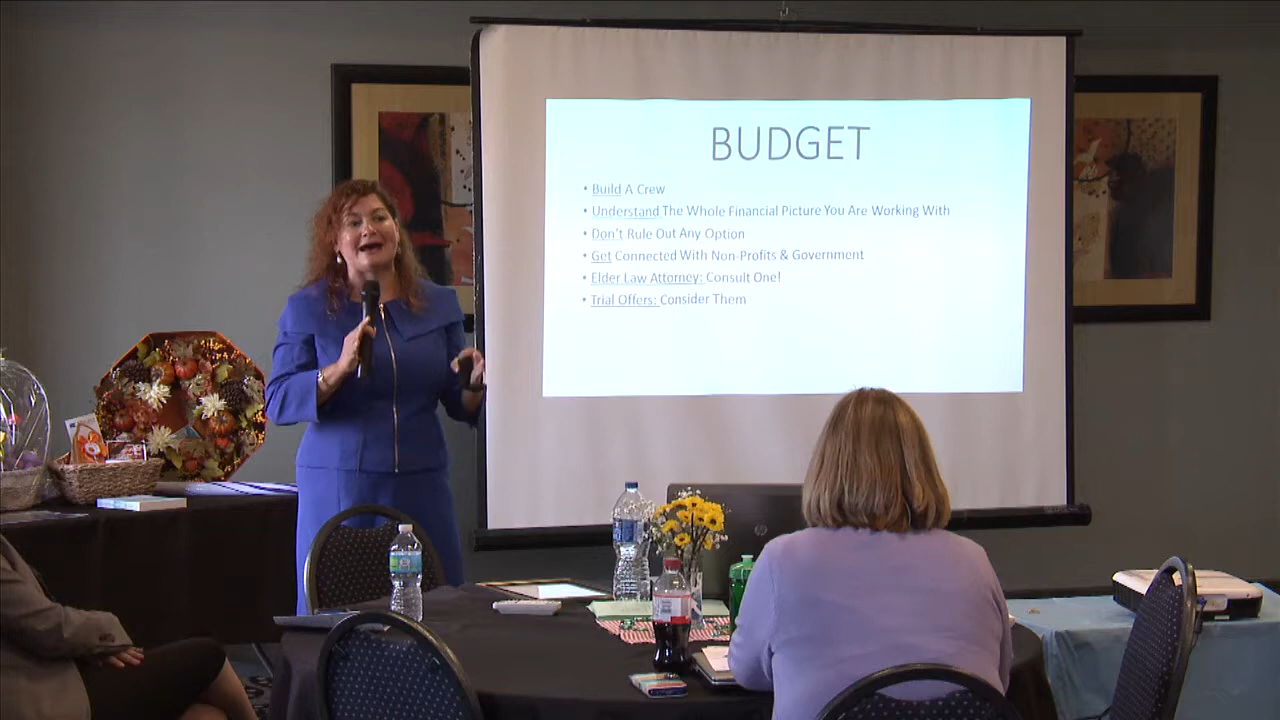 BUDGET
• Build A Crew
• Understand The Whole Financial Picture You Are Working With
• Don't Rule Out Any Option
• Get Connected With Non-Profits & Government
• Elder Law Attorney: Consult One!
• Trial Offers: Consider Them
hp